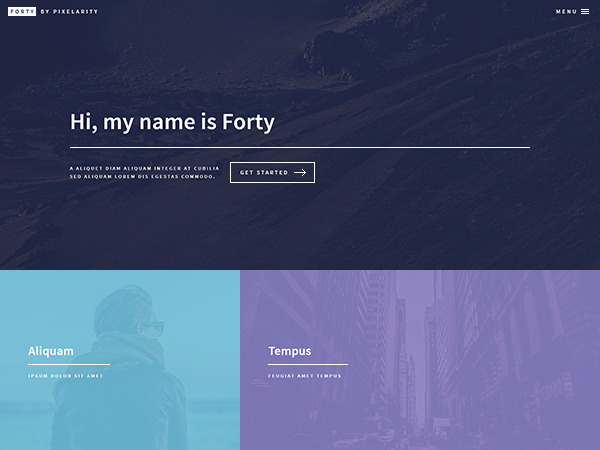 FORTY BY PIXELARITY
MENU
Hi, my name is Forty
A ALIQUET DIAM ALIQUAM INTEGER AT CUBILIA
SED ALIQUAM LOREM DIS EGESTAS COMMODO.
GET STARTED
Aliquam
IPSUM DOLOR SIT AMET
Tempus
FEUGIAT AMET TEMPUS